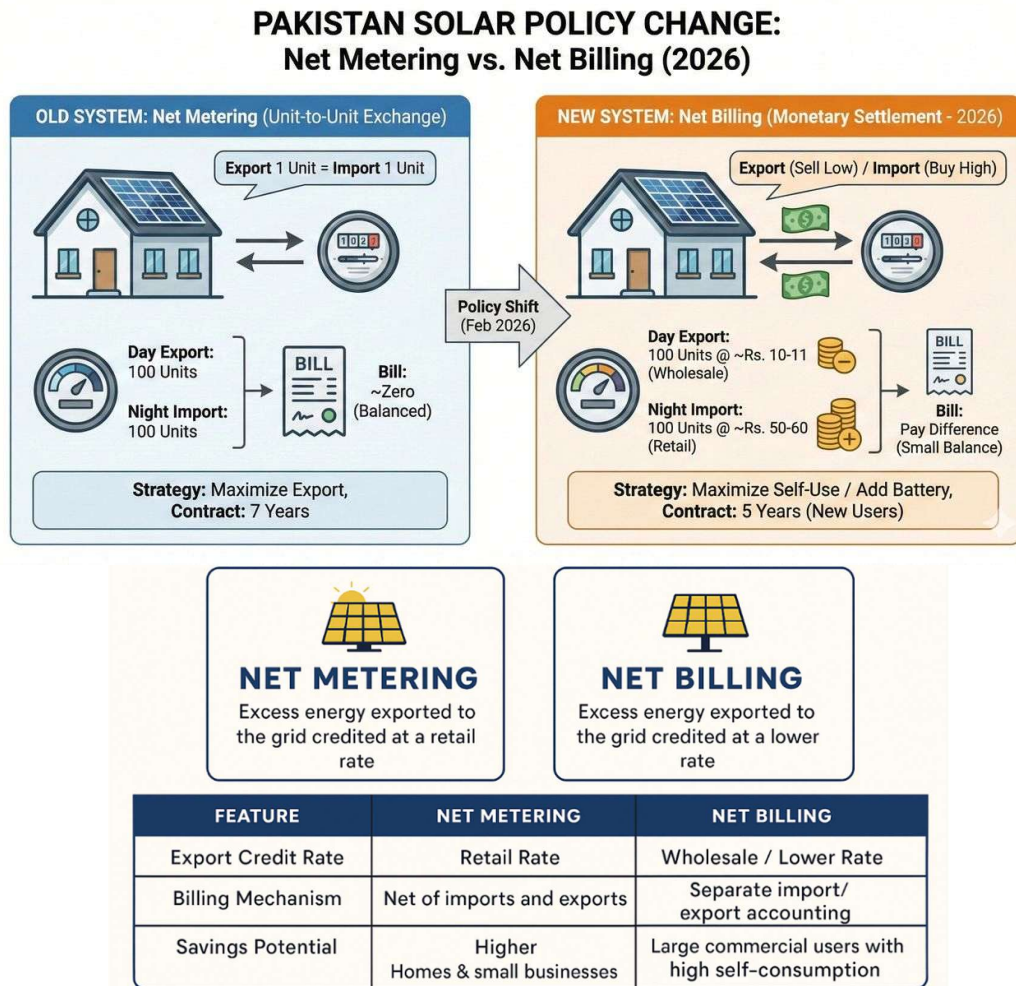 PAKISTAN SOLAR POLICY CHANGE:
Net Metering vs. Net Billing (2026)
OLD SYSTEM: Net Metering (Unit-to-Unit Exchange)
Export 1 Unit = Import 1 Unit
1027
Day Export:
100 Units
Night Import:
100 Units
BILL
Bill:
~Zero
(Balanced)
Strategy: Maximize Export,
Contract: 7 Years
Policy Shift
(Feb 2026)
NEW SYSTEM: Net Billing (Monetary Settlement - 2026)
Export (Sell Low) / Import (Buy High)
$
$
1030
Day Export:
100 Units @ ~Rs. 10-11
(Wholesale)
Night Import:
100 Units @ ~Rs. 50-60
(Retail)
BILL
Bill:
Pay Difference
(Small Balance)
Strategy: Maximize Self-Use / Add Battery,
Contract: 5 Years (New Users)
NET METERING
Excess energy exported to
the grid credited at a retail
rate
NET BILLING
Excess energy exported to
the grid credited at a lower
rate
FEATURE NET METERING NET BILLING
Export Credit Rate Retail Rate Wholesale / Lower Rate
Billing Mechanism Net of imports and exports Separate import/
export accounting
Savings Potential Higher Large commercial users with
Homes & small businesses high self-consumption